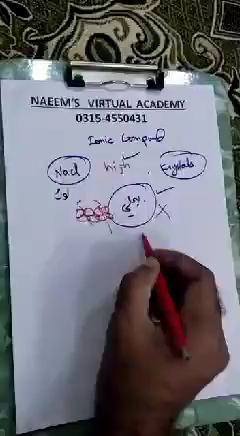 NAEEM'S VIRTUAL ACADEMY
0315-4550431
Ionic Compound
NaCl high Crystals